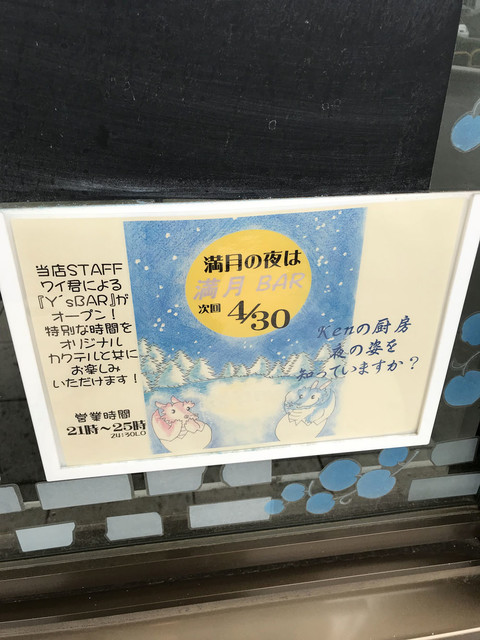 当店STAFF
ワイ君による
『Y'sBAR』が
オープン!
特別な時間を
オリジナル
カクテルと共に
お楽しみ
いただけます!
営業時間
21時〜25時
24:30LO
満月の夜は
満月 BAR
次回 4/30
Kenの厨房
夜の姿を
知っていますか?